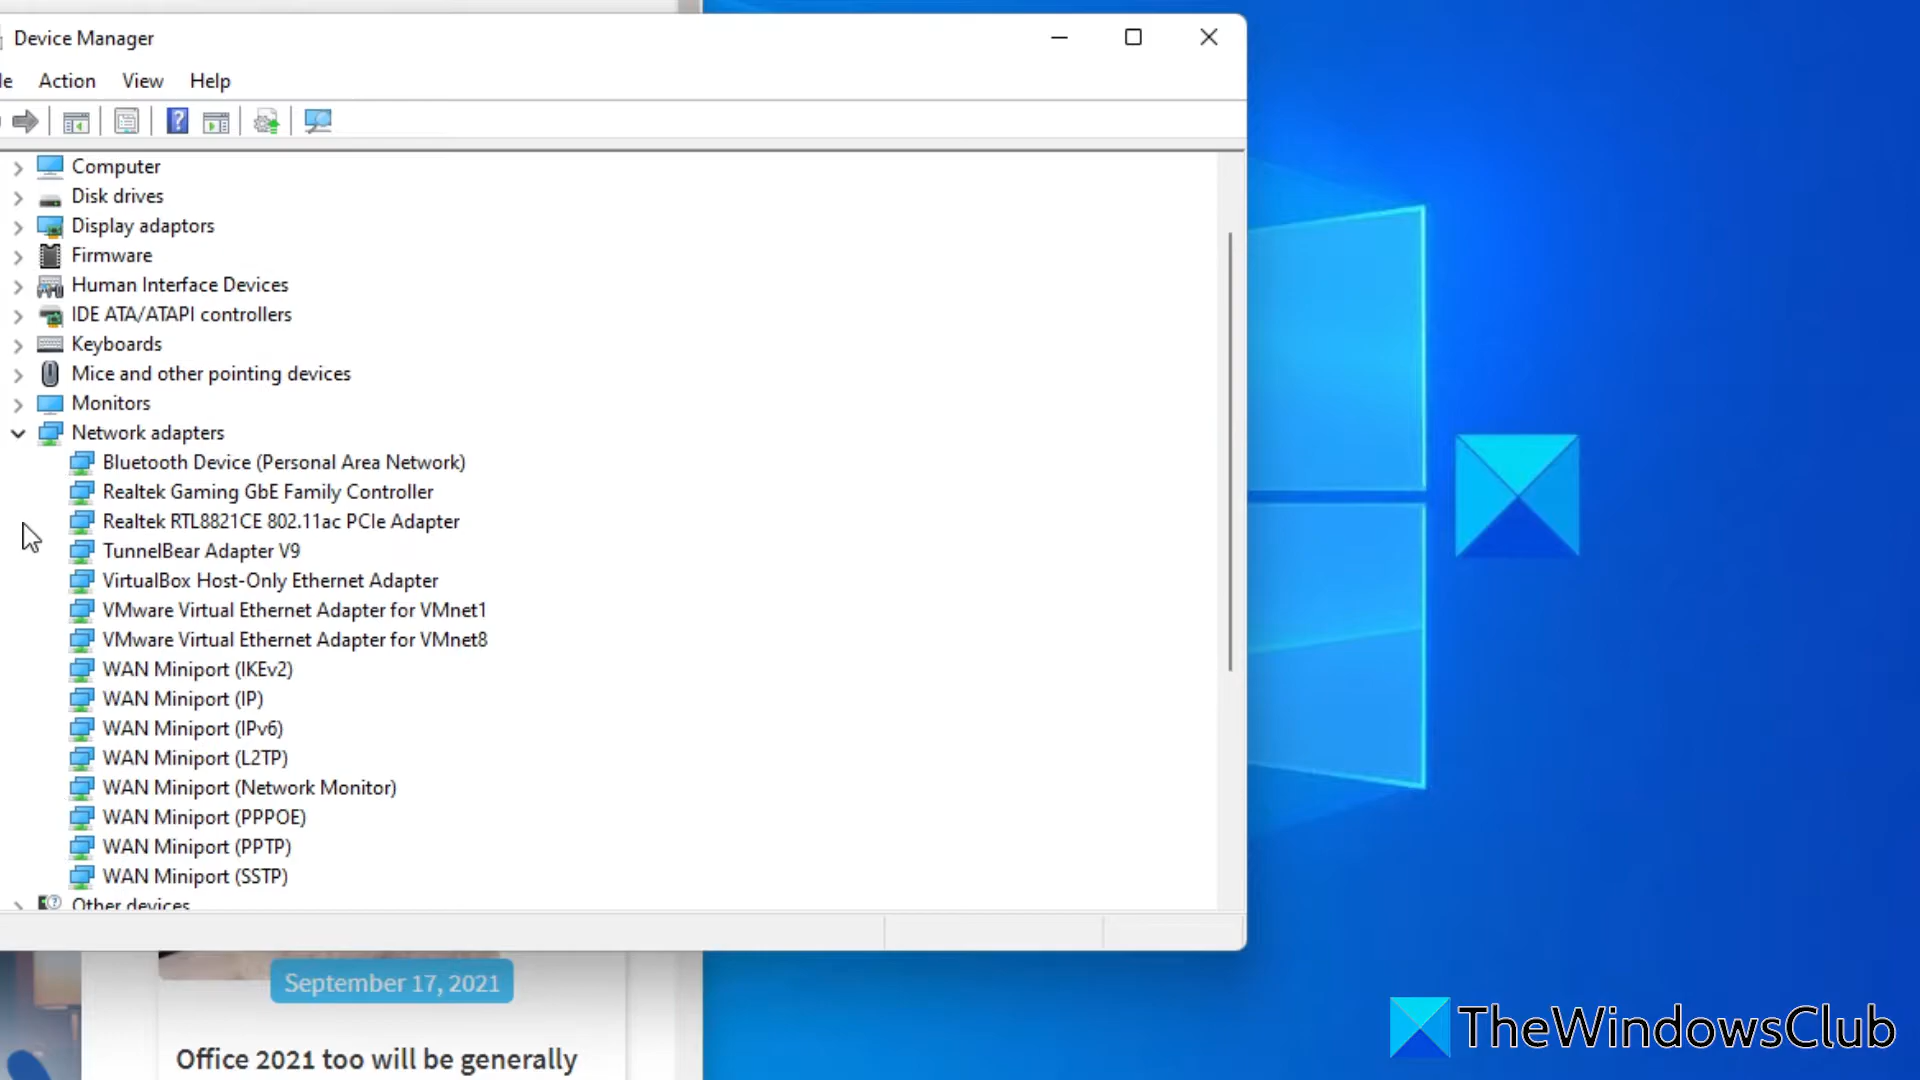 Device Manager
Action View Help
Computer
Disk drives
Display adaptors
Firmware
Human Interface Devices
IDE ATA/ATAPI controllers
Keyboards
Mice and other pointing devices
Monitors
Network adapters
Bluetooth Device (Personal Area Network)
Realtek Gaming GbE Family Controller
Realtek RTL8821CE 802.11ac PCIe Adapter
TunnelBear Adapter V9
VirtualBox Host-Only Ethernet Adapter
VMware Virtual Ethernet Adapter for VMnet1
VMware Virtual Ethernet Adapter for VMnet8
WAN Miniport (IKEv2)
WAN Miniport (IP)
WAN Miniport (IPv6)
WAN Miniport (L2TP)
WAN Miniport (Network Monitor)
WAN Miniport (PPPOE)
WAN Miniport (PPTP)
WAN Miniport (SSTP)
Other devices
September 17, 2021
Office 2021 too will be generally
TheWindowsClub